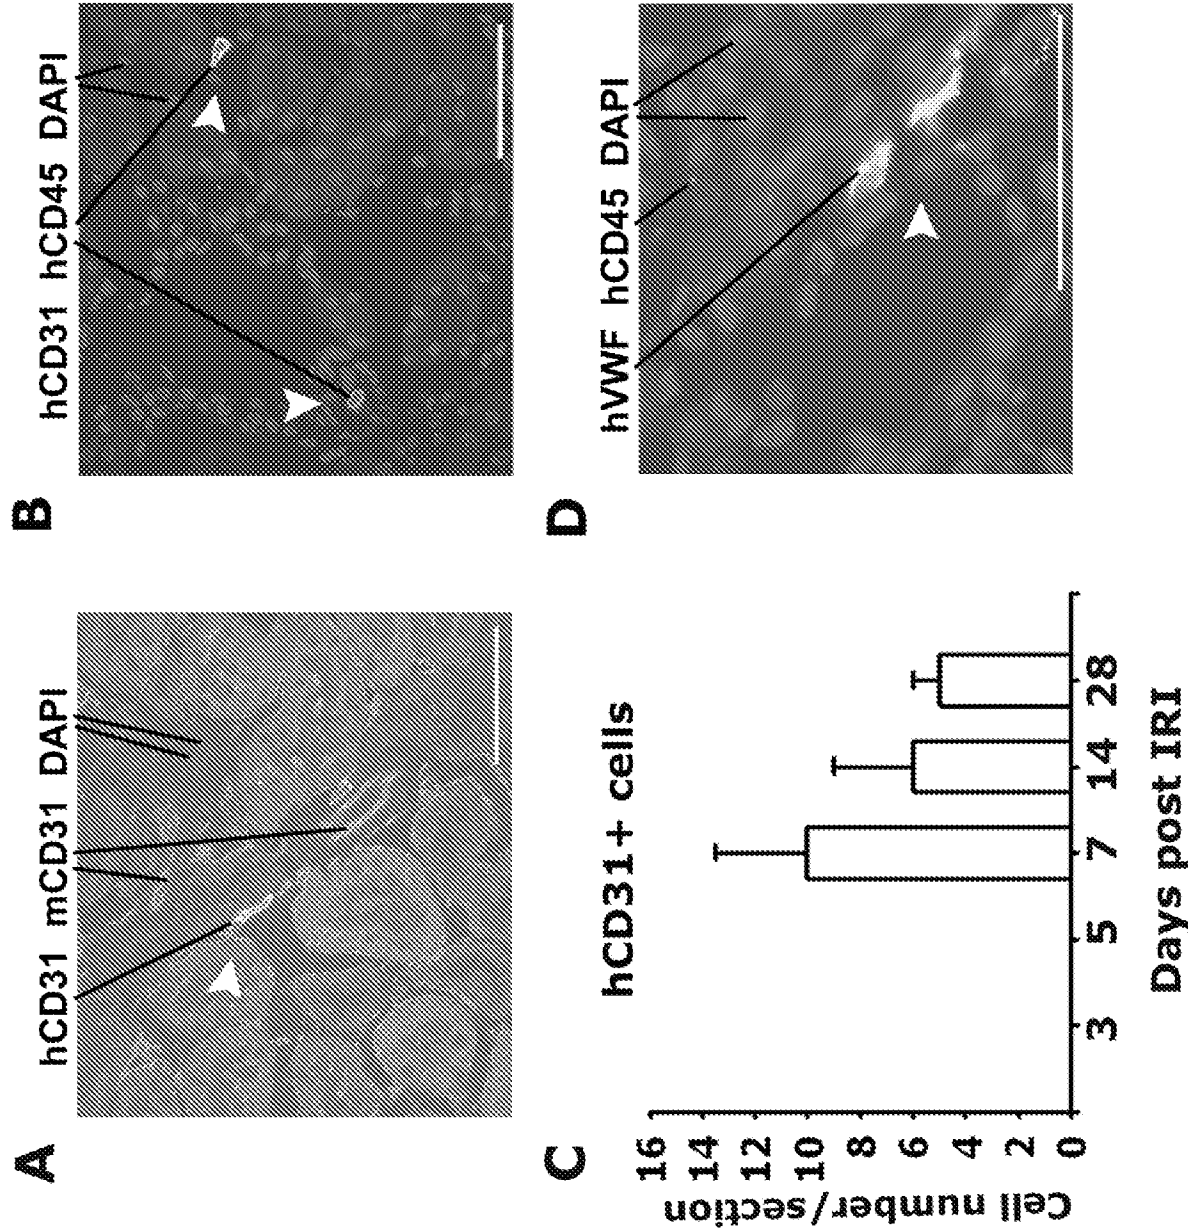 A
hCD31 mCD31 DAPI
B
hCD31 hCD45 DAPI
C
hCD31+ cells
Cell number/section
16
14
12
10
8
6
4
2
0
3 5 7 14 28
Days post IRI
D
hVWF hCD45 DAPI